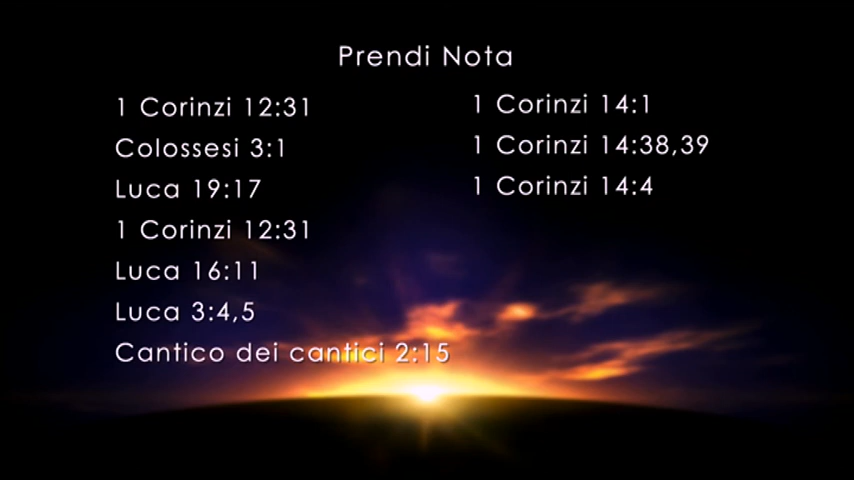 Prendi Nota
1 Corinzi 12:31
Colossesi 3:1
Luca 19:17
1 Corinzi 12:31
Luca 16:11
Luca 3:4,5
Cantico dei cantici 2:15
1 Corinzi 14:1
1 Corinzi 14:38,39
1 Corinzi 14:4